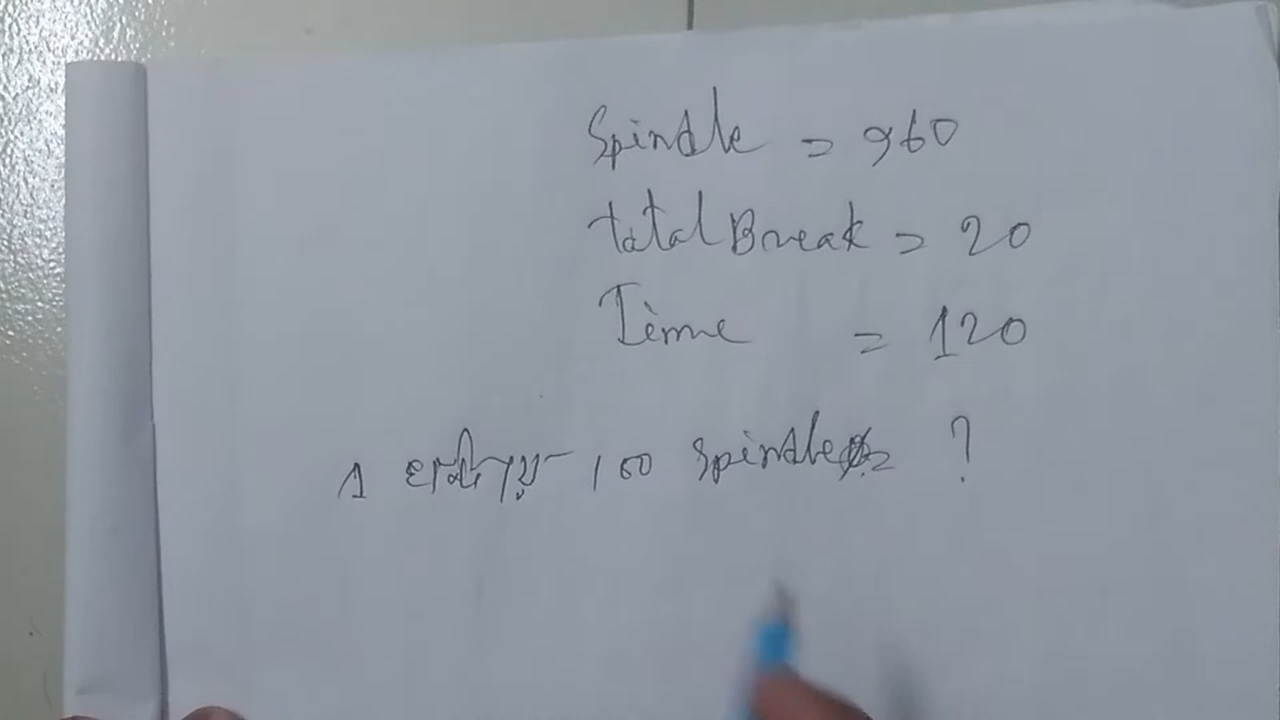 Spindle = 960
total Break = 20
Time = 120
1 ঘন্টায় 100 spindle ?